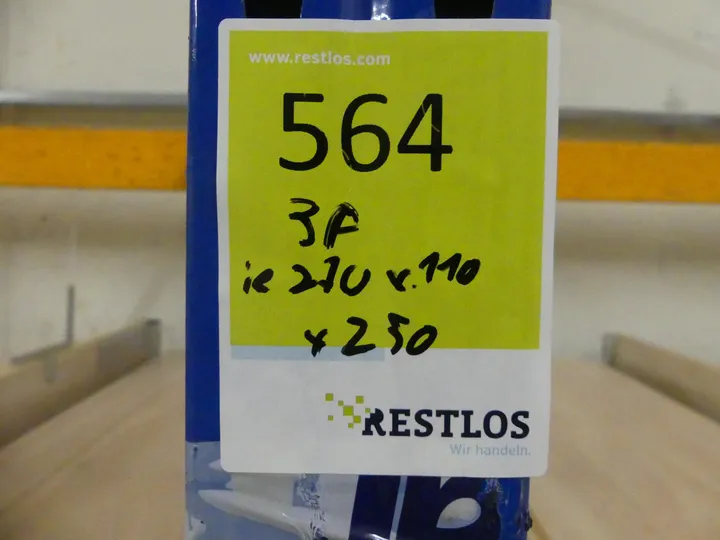 www.restlos.com
564
3F
je 270 x 110
x 250
RESTLOS
Wir handeln.